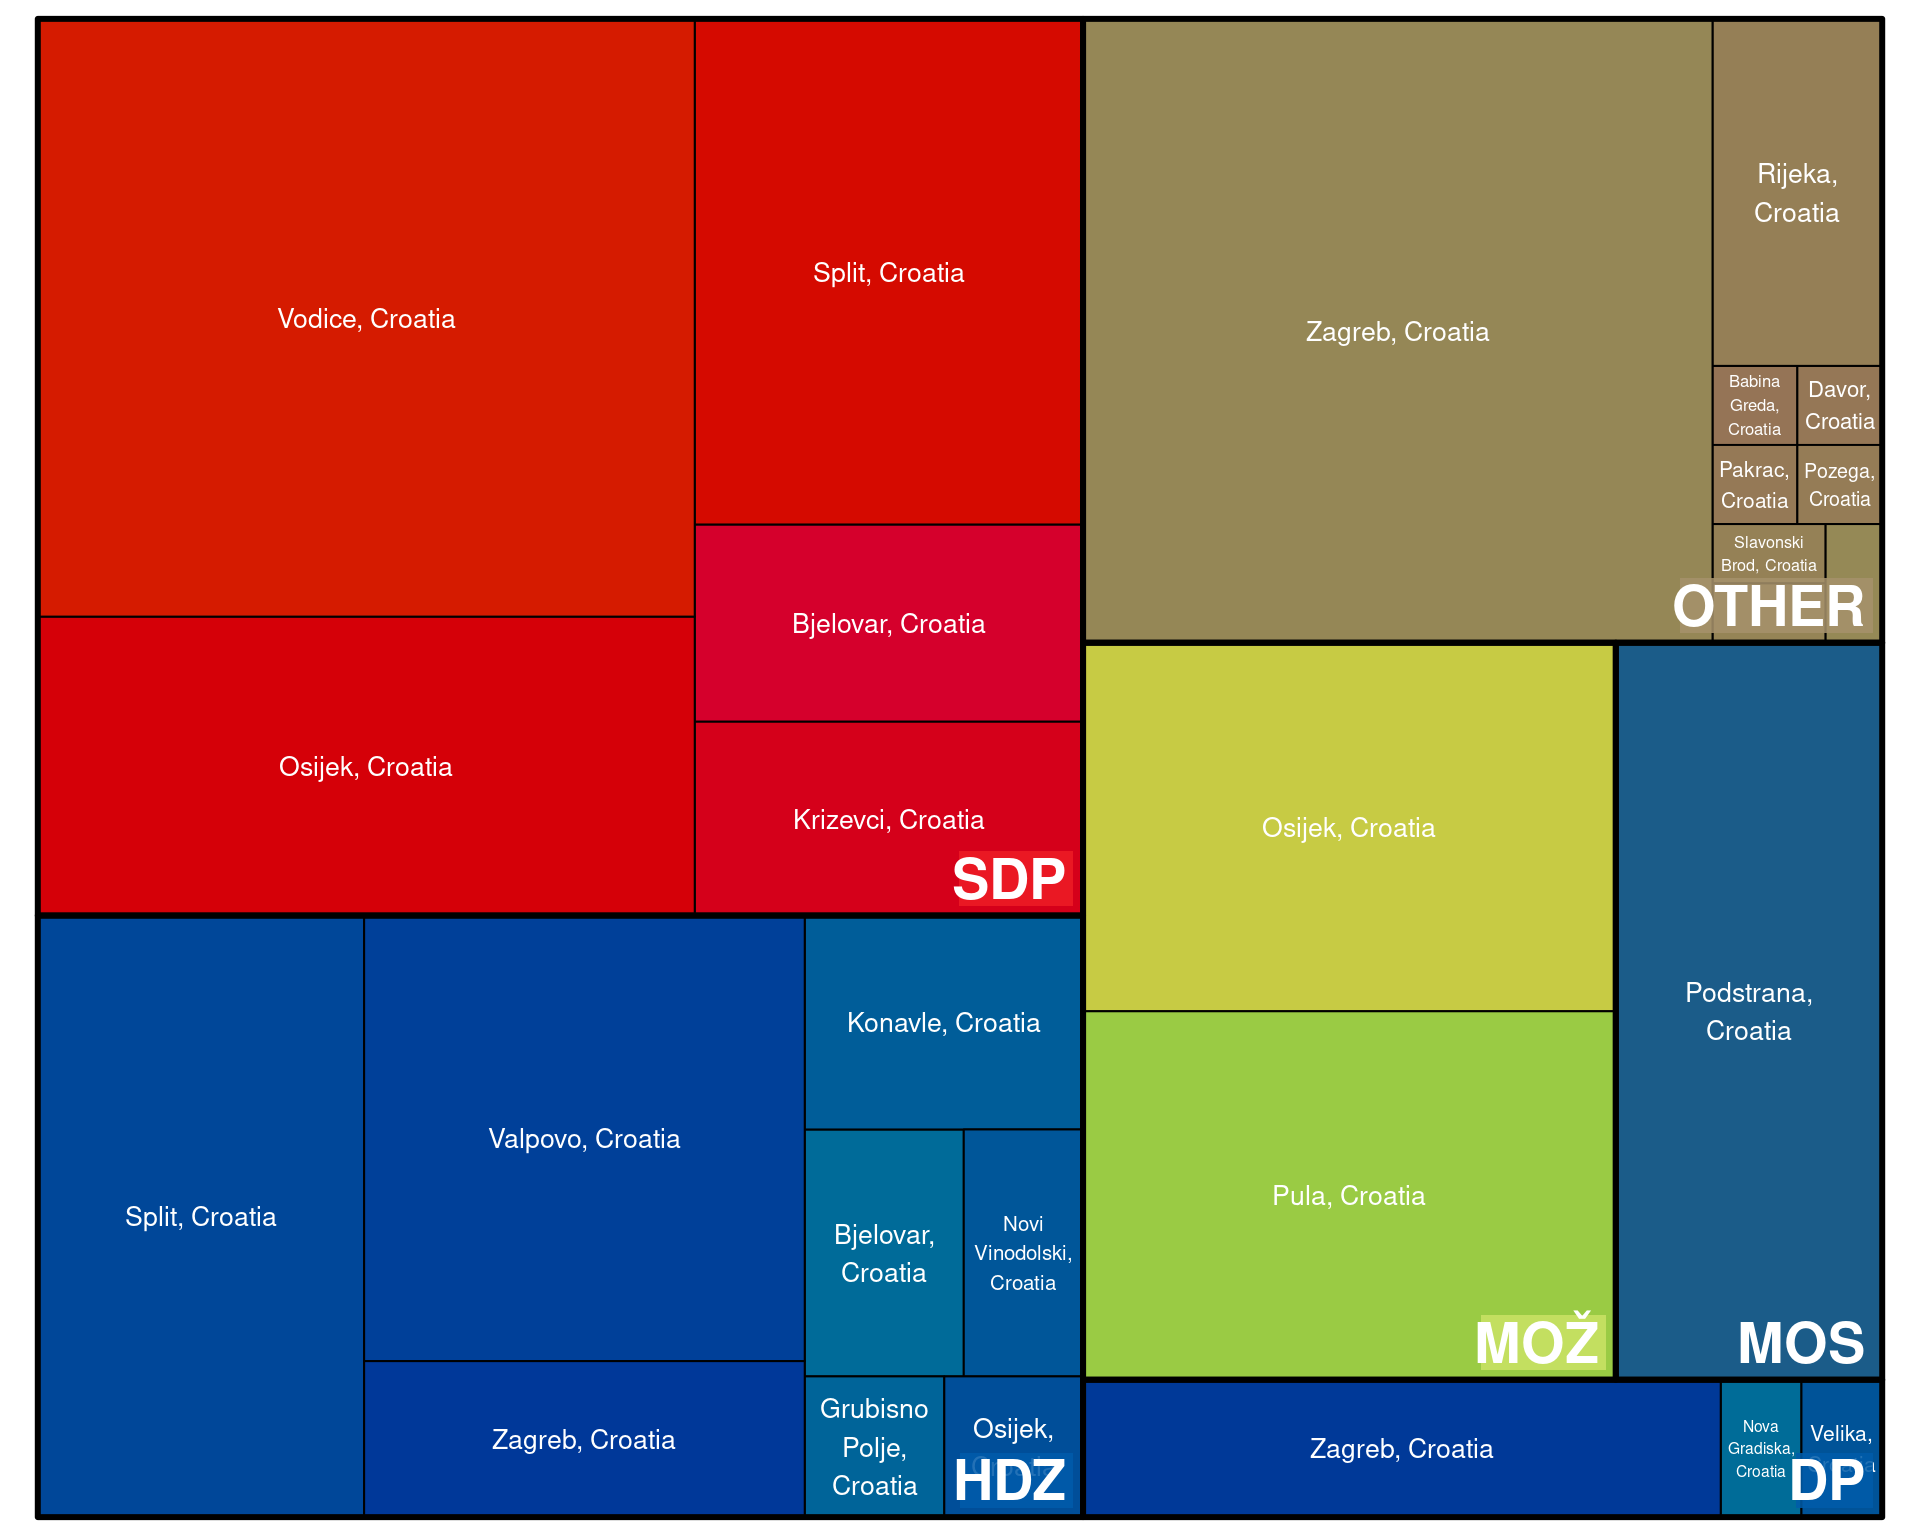 Vodice, Croatia
Split, Croatia
Osijek, Croatia
Bjelovar, Croatia
Krizevci, Croatia
SDP
Split, Croatia
Valpovo, Croatia
Zagreb, Croatia
Konavle, Croatia
Bjelovar,
Croatia
Novi
Vinodolski,
Croatia
Grubisno
Polje,
Croatia
Osijek,
HDZ
Zagreb, Croatia
Rijeka,
Croatia
Babina
Greda,
Croatia
Davor,
Croatia
Pakrac,
Croatia
Pozega,
Croatia
Slavonski
Brod, Croatia
OTHER
Osijek, Croatia
Pula, Croatia
MOŽ
Podstrana,
Croatia
MOS
Zagreb, Croatia
Nova
Gradiska,
Croatia
Velika,
DP